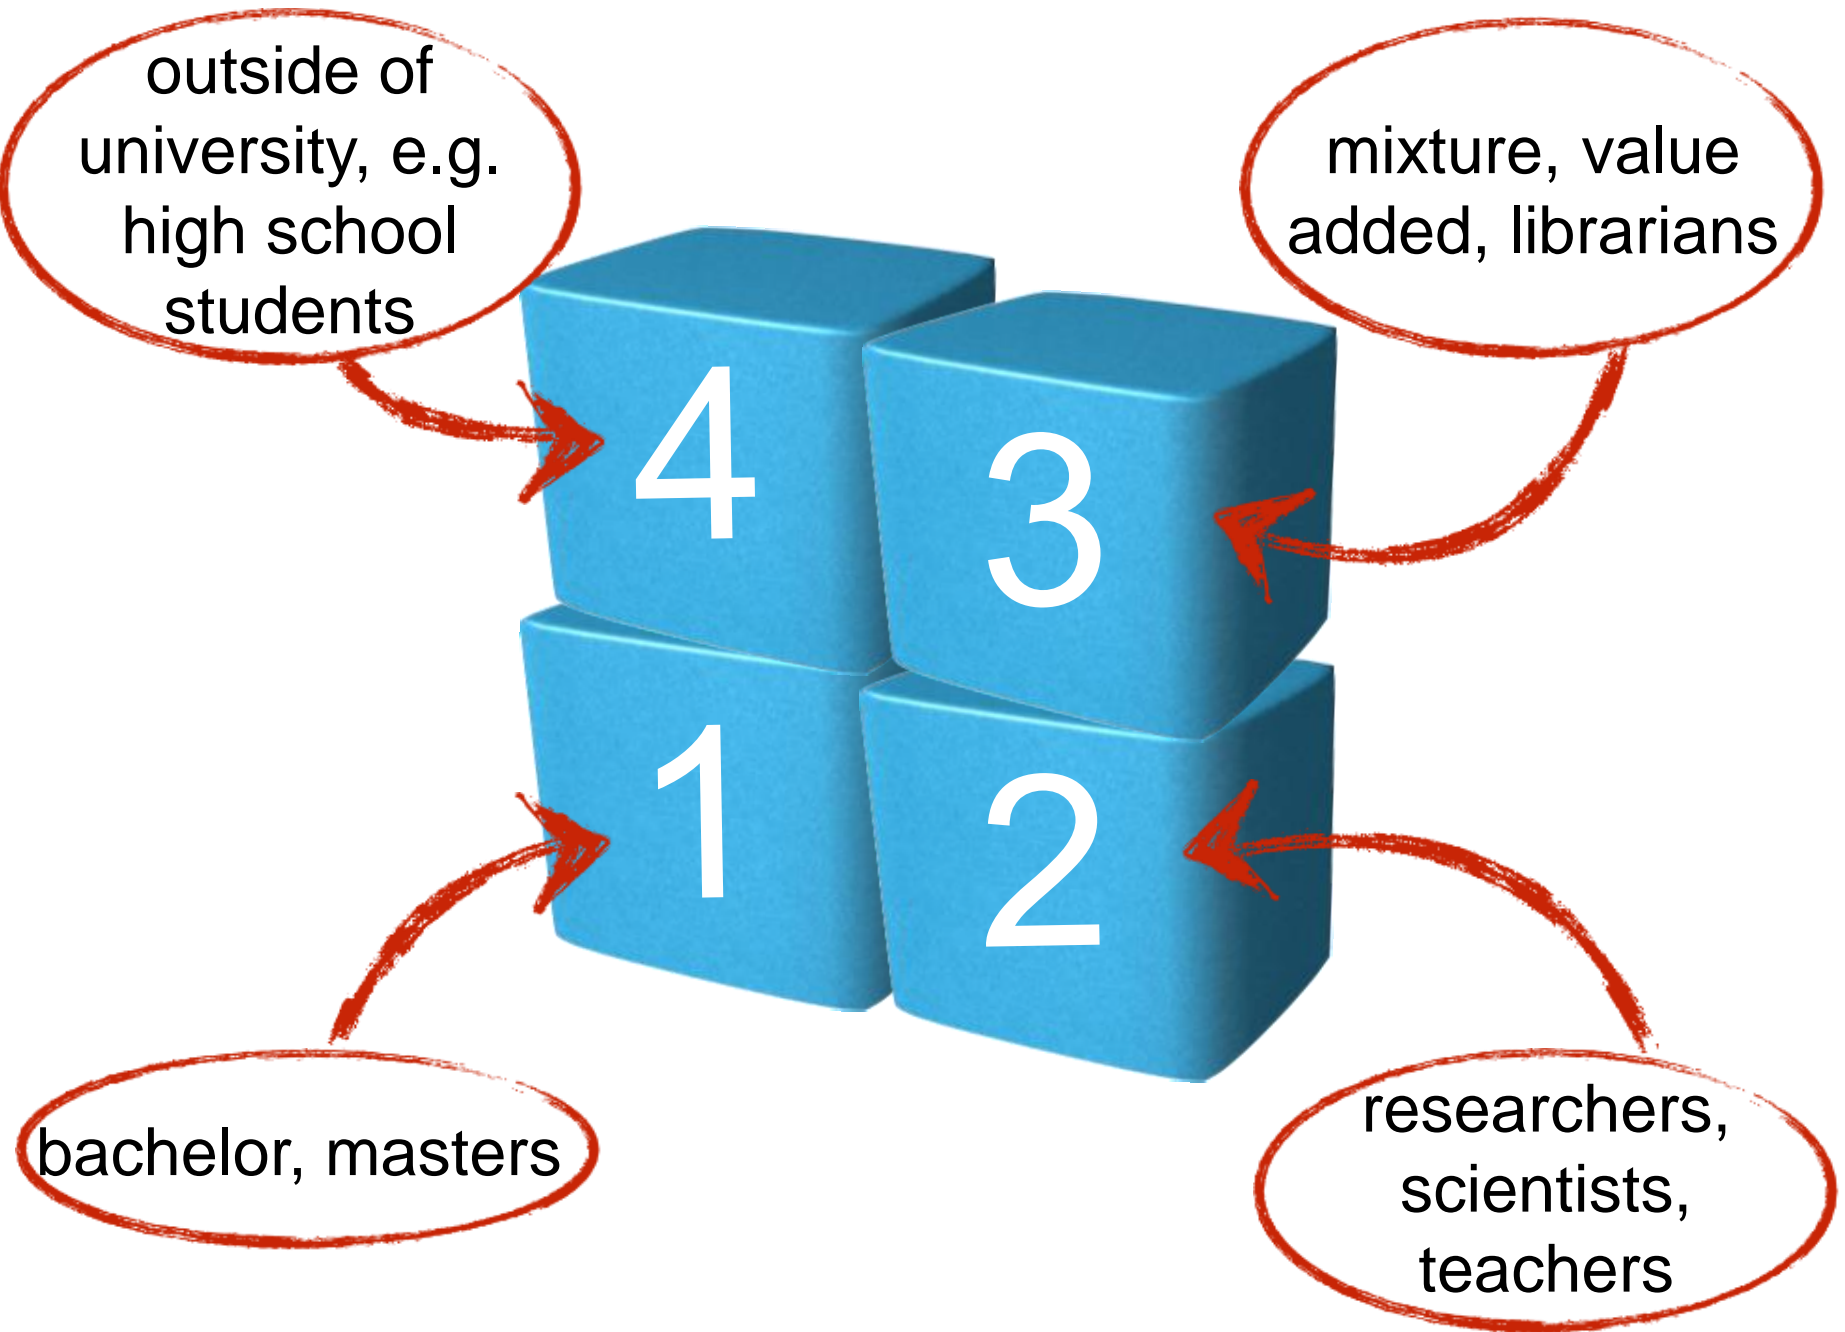 outside of
university, e.g.
high school
students
mixture, value
added, librarians
4
3
1
2
bachelor, masters
researchers,
scientists,
teachers